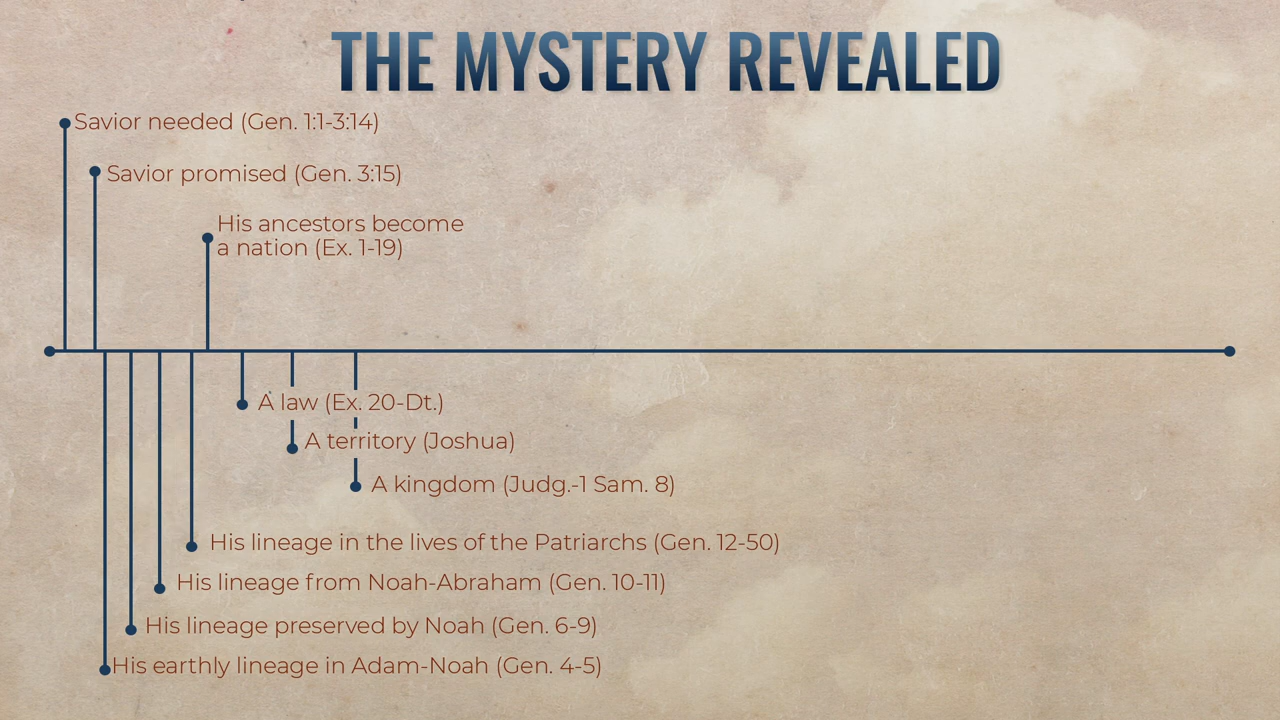 THE MYSTERY REVEALED
Savior needed (Gen. 1:1-3:14)
Savior promised (Gen. 3:15)
His ancestors become
a nation (Ex. 1-19)
A law (Ex. 20-Dt.)
A territory (Joshua)
A kingdom (Judg.-1 Sam. 8)
His lineage in the lives of the Patriarchs (Gen. 12-50)
His lineage from Noah-Abraham (Gen. 10-11)
His lineage preserved by Noah (Gen. 6-9)
His earthly lineage in Adam-Noah (Gen. 4-5)